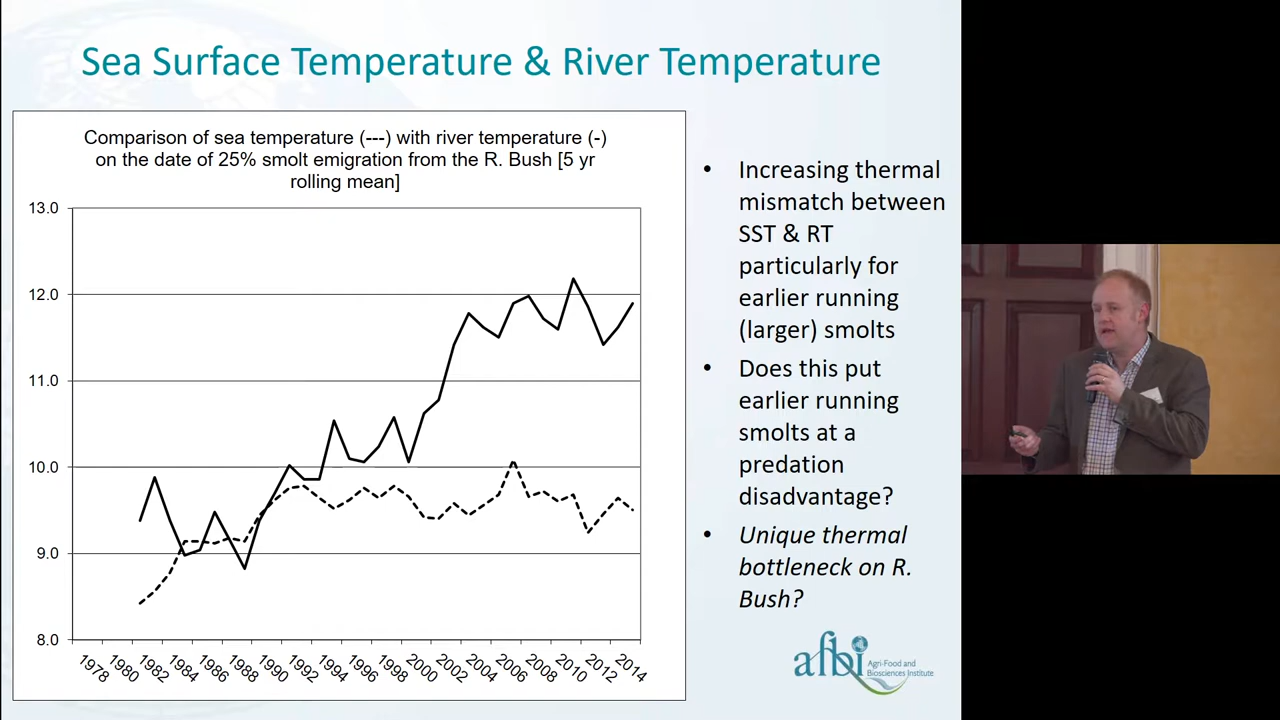 Sea Surface Temperature & River Temperature
Comparison of sea temperature (---) with river temperature (-)
on the date of 25% smolt emigration from the R. Bush [5 yr
rolling mean]
13.0
12.0
11.0
10.0
9.0
8.0
1978
1980
1982
1984
1986
1988
1990
1992
1994
1996
1998
2000
2002
2004
2006
2008
2010
2012
2014
• Increasing thermal
mismatch between
SST & RT
particularly for
earlier running
(larger) smolts
• Does this put
earlier running
smolts at a
predation
disadvantage?
• Unique thermal
bottleneck on R.
Bush?
afbi
Agri-Food and
Biosciences Institute